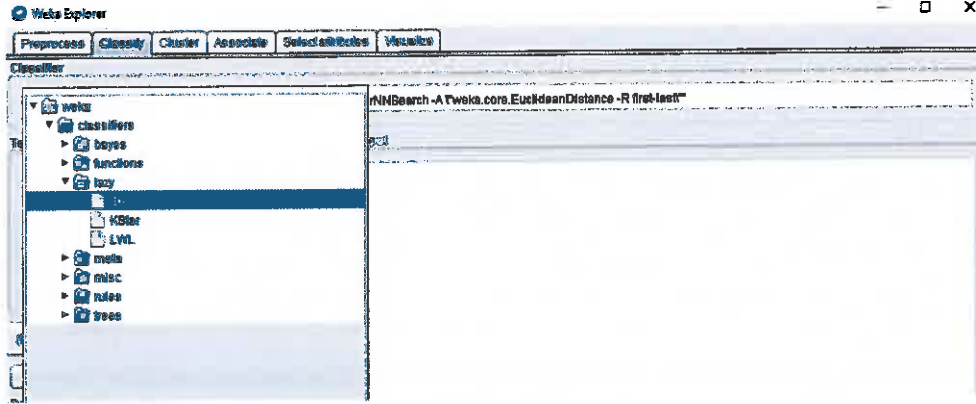 Weka Explorer
Preprocess Classify Cluster Associate Select attributes Visualize
Classifier
rNNSearch -A \"weka.core.EuclideanDistance -R first-last\""
weka
classifiers
Te
bayes
functions
lazy
KStar
LWL
meta
misc
rules
trees